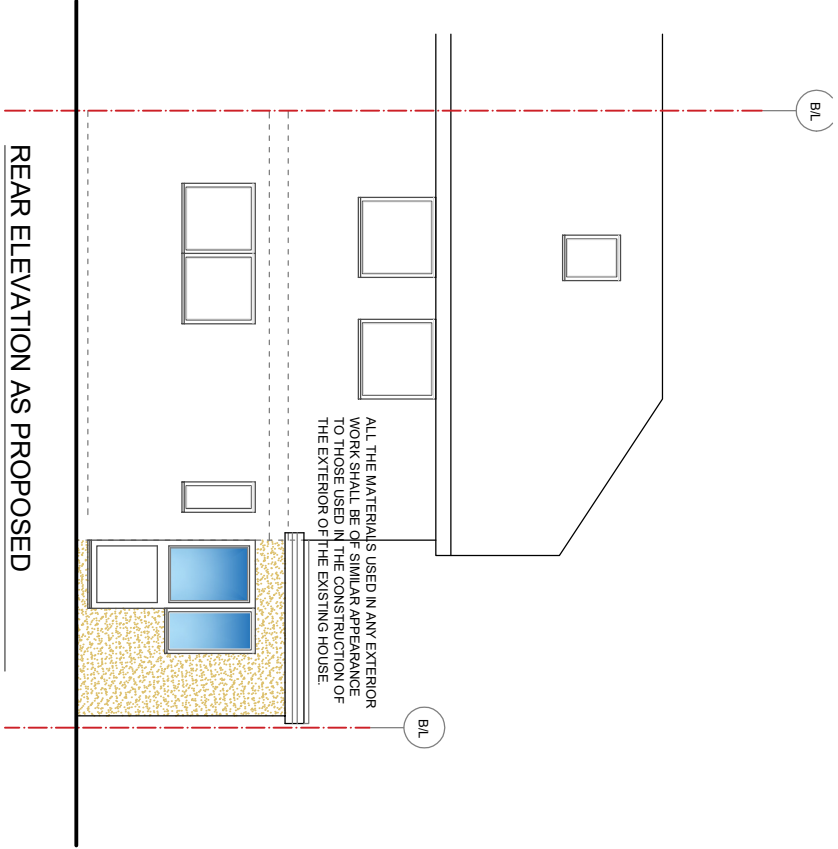 B/L
ALL THE MATERIALS USED IN ANY EXTERIOR
WORK SHALL BE OF SIMILAR APPEARANCE
TO THOSE USED IN THE CONSTRUCTION OF
THE EXTERIOR OF THE EXISTING HOUSE.
B/L
REAR ELEVATION AS PROPOSED